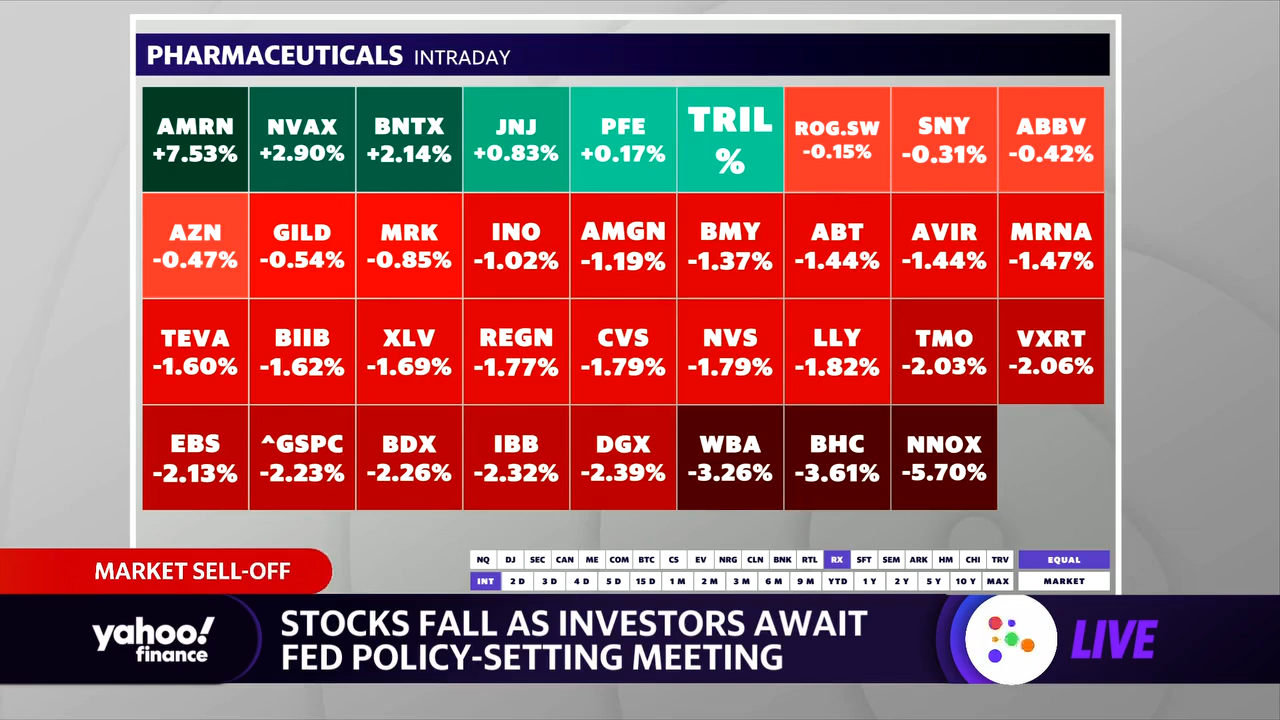 PHARMACEUTICALS INTRADAY
AMRN NVAX BNTX JNJ PFE TRIL ROG.SW SNY ABBV
+7.53% +2.90% +2.14% +0.83% +0.17% % -0.15% -0.31% -0.42%
AZN GILD MRK INO AMGN BMY ABT AVIR MRNA
-0.47% -0.54% -0.85% -1.02% -1.19% -1.37% -1.44% -1.44% -1.47%
TEVA BIIB XLV REGN CVS NVS LLY TMO VXRT
-1.60% -1.62% -1.69% -1.77% -1.79% -1.79% -1.82% -2.03% -2.06%
EBS ^GSPC BDX IBB DGX WBA BHC NNOX
-2.13% -2.23% -2.26% -2.32% -2.39% -3.26% -3.61% -5.70%
NQ DJ SEC CAN ME COM BTC CS EV NRG CLN BNK RTL RX SFT SEM ARK HM CHI TRV EQUAL
INT 2 D 3 D 4 D 5 D 15 D 1 M 2 M 3 M 6 M 9 M YTD 1 Y 2 Y 5 Y 10 Y MAX MARKET
MARKET SELL-OFF
yahoo!
finance
STOCKS FALL AS INVESTORS AWAIT
FED POLICY-SETTING MEETING
LIVE